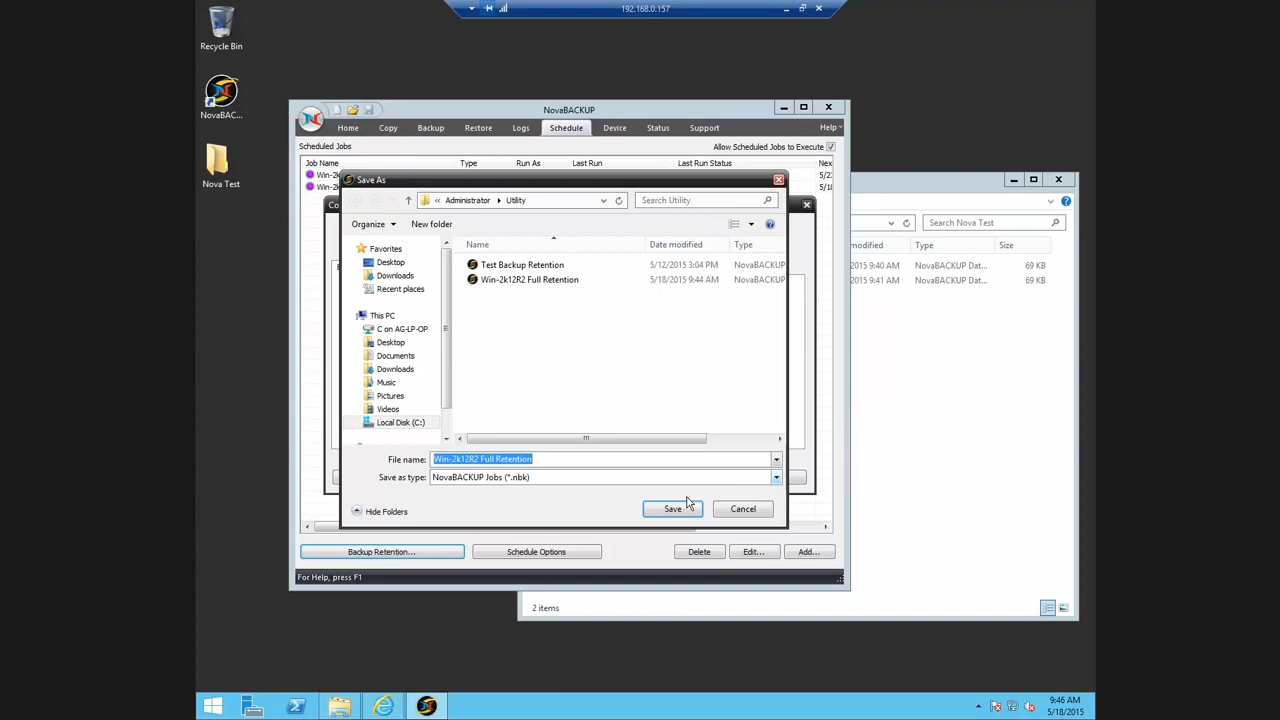 192.168.0.157
Recycle Bin
NovaBAC...
Nova Test
NovaBACKUP
Home Copy Backup Restore Logs Schedule Device Status Support Help
Scheduled Jobs Allow Scheduled Jobs to Execute
Job Name Type Run As Last Run Last Run Status Next
Win-2k 5/2
Win-2k 5/18
Save As
Co
« Administrator Utility Search Utility
Organize New folder
Name Date modified Type
Test Backup Retention 5/12/2015 3:04 PM NovaBACKUP
Win-2k12R2 Full Retention 5/18/2015 9:44 AM NovaBACKUP
Favorites
Desktop
Downloads
Recent places
This PC
C on AG-LP-OP
Desktop
Documents
Downloads
Music
Pictures
Videos
Local Disk (C:)
File name: Win-2k12R2 Full Retention
Save as type: NovaBACKUP Jobs (*.nbk)
Hide Folders Save Cancel
Backup Retention... Schedule Options Delete Edit... Add...
For Help, press F1
Search Nova Test
modified Type Size
2015 9:40 AM NovaBACKUP Dat... 69 KB
2015 9:41 AM NovaBACKUP Dat... 69 KB
2 items
9:46 AM
5/18/2015